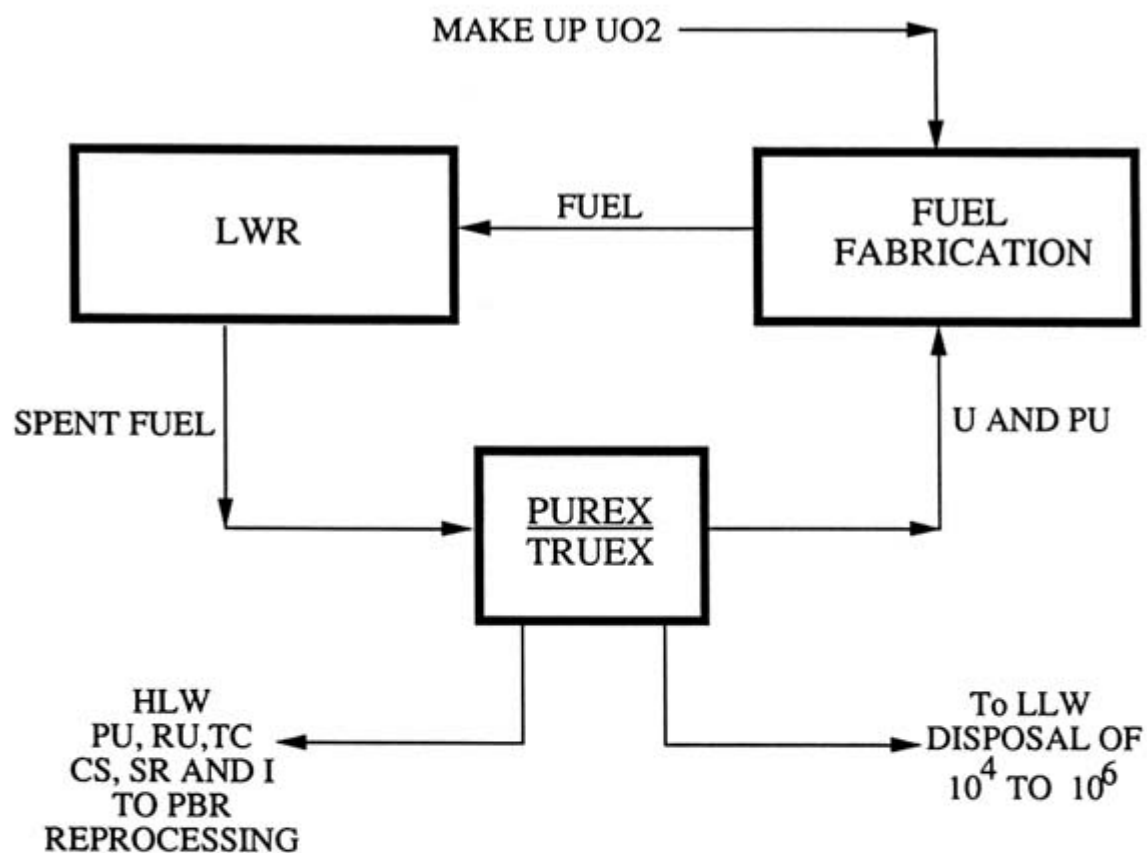 MAKE UP UO2
LWR
FUEL
FUEL
FABRICATION
SPENT FUEL
U AND PU
PUREX
TRUEX
HLW
PU, RU,TC
CS, SR AND I
TO PBR
REPROCESSING
To LLW
DISPOSAL OF
10^4 TO 10^6